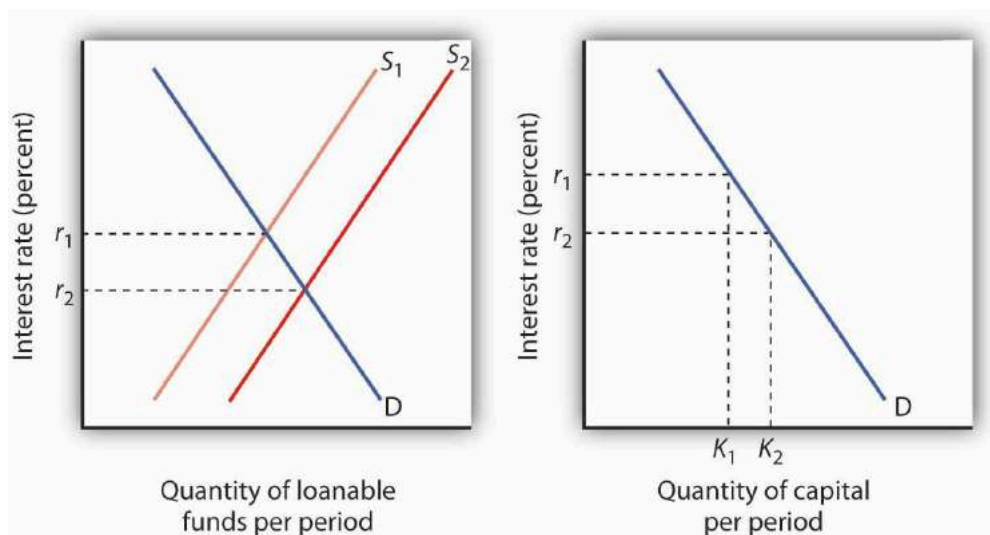 Interest rate (percent)
S₁
S₂
r₁
r₂
D
Quantity of loanable
funds per period
Interest rate (percent)
r₁
r₂
D
K₁ K₂
Quantity of capital
per period